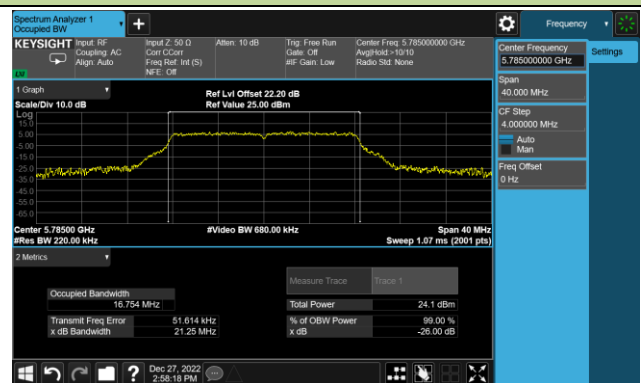 Spectrum Analyzer 1
Occupied BW
+
Frequency
KEYSIGHT
Input: RF
Coupling: AC
Align: Auto
Input Z: 50 Ω
Corr CCorr
Freq Ref: Int (S)
NFE: Off
Atten: 10 dB
Trig: Free Run
Gate: Off
#IF Gain: Low
Center Freq: 5.785000000 GHz
Avg|Hold:>10/10
Radio Std: None
Center Frequency
5.785000000 GHz
Settings
Span
40.000 MHz
CF Step
4.000000 MHz
Auto
Man
Freq Offset
0 Hz
1 Graph
Scale/Div 10.0 dB
Ref Lvl Offset 22.20 dB
Ref Value 25.00 dBm
Log
15.0
5.00
-5.00
-15.0
-25.0
-35.0
-45.0
-55.0
-65.0
Center 5.78500 GHz
#Res BW 220.00 kHz
#Video BW 680.00 kHz
Span 40 MHz
Sweep 1.07 ms (2001 pts)
2 Metrics
Measure Trace
Trace 1
Occupied Bandwidth
16.754 MHz
Total Power
24.1 dBm
Transmit Freq Error
51.614 kHz
% of OBW Power
99.00 %
x dB Bandwidth
21.25 MHz
x dB
-26.00 dB
?
Dec 27, 2022
2:58:18 PM